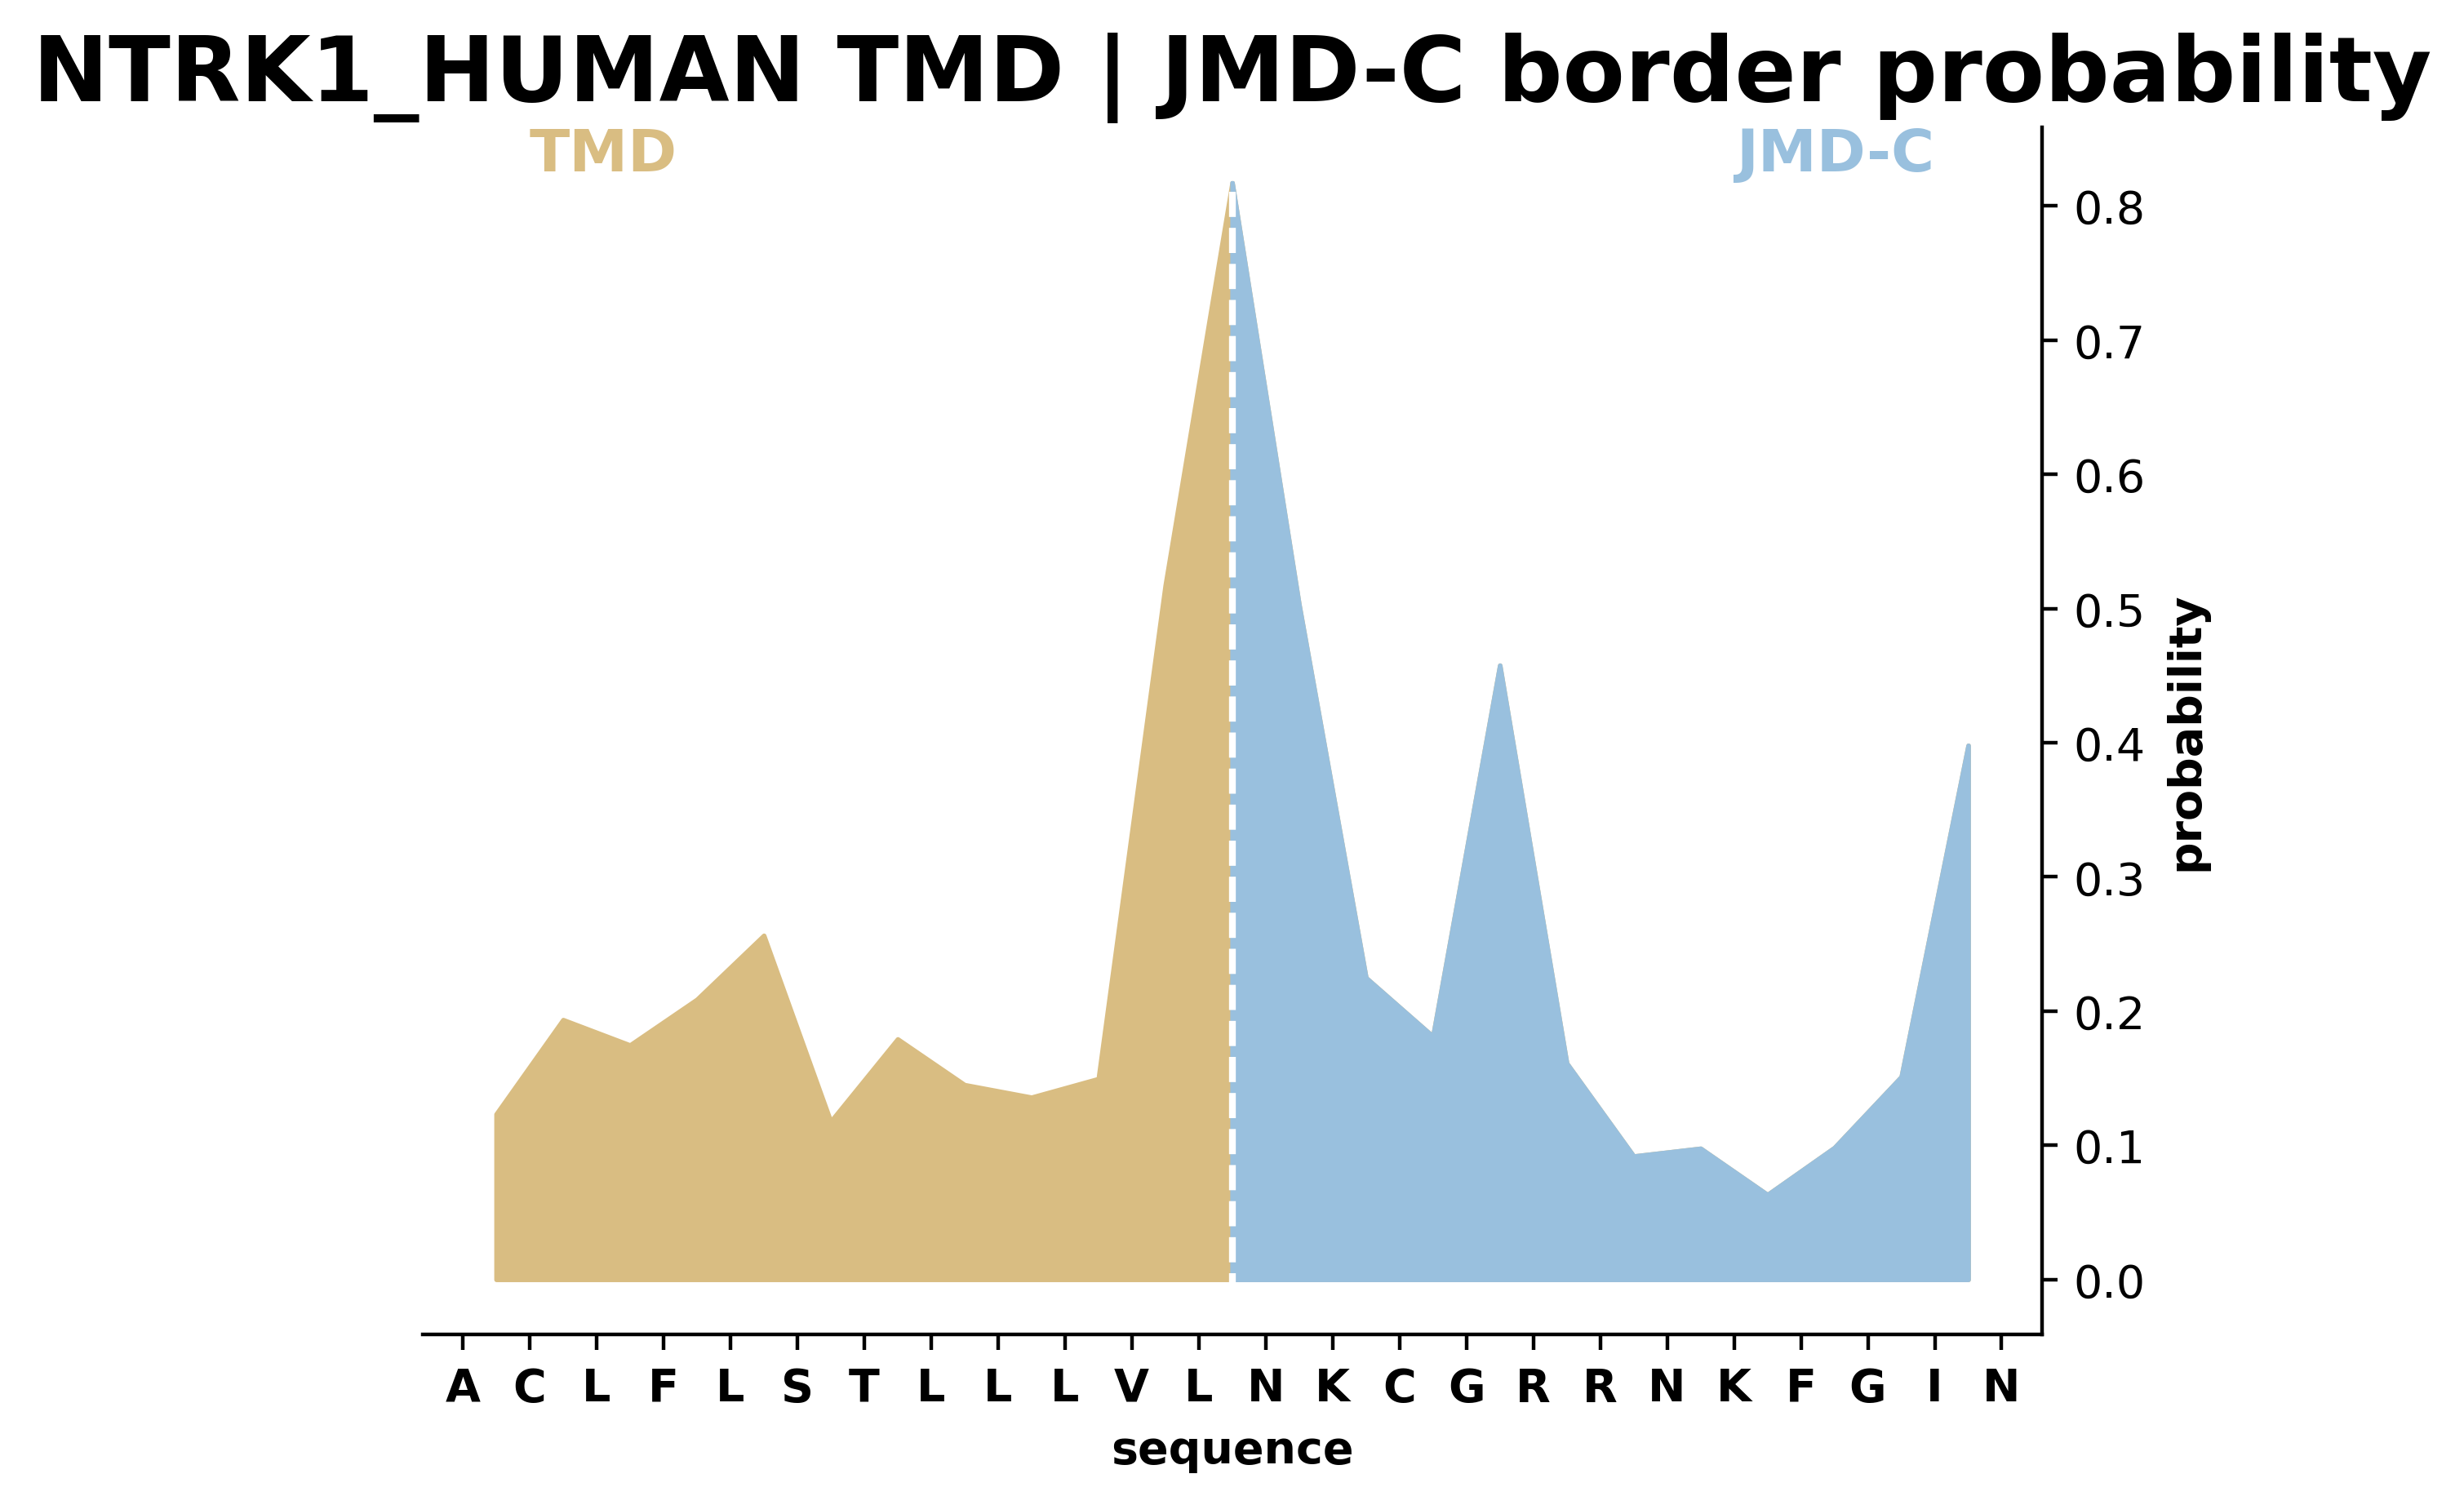 NTRK1_HUMAN TMD | JMD-C border probability
TMD JMD-C
0.8
0.7
0.6
0.5
0.4
0.3
0.2
0.1
0.0
probability
A C L F L S T L L L V L N K C G R R N K F G I N
sequence